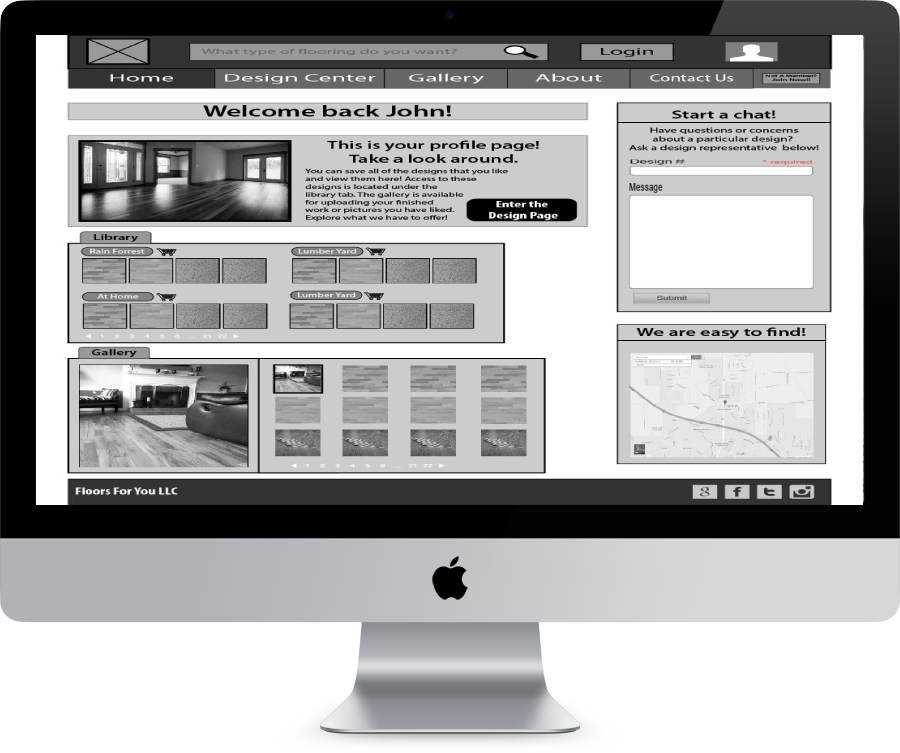 What type of flooring do you want?
Login
Home
Design Center
Gallery
About
Contact Us
Not A Member?
Join Now!!
Welcome back John!
This is your profile page!
Take a look around.
You can save all of the designs that you like
and view them here! Access to these
designs is located under the
library tab. The gallery is available
for uploading your finished
work or pictures you have liked.
Explore what we have to offer!
Enter the
Design Page
Library
Rain Forrest
Lumber Yard
At Home
Lumber Yard
1 2 3 4 5 6 ... 21 22
Gallery
1 2 3 4 5 6 ... 21 22
Start a chat!
Have questions or concerns
about a particular design?
Ask a design representative below!
Design #
* required
Message
Submit
We are easy to find!
Floors For You LLC